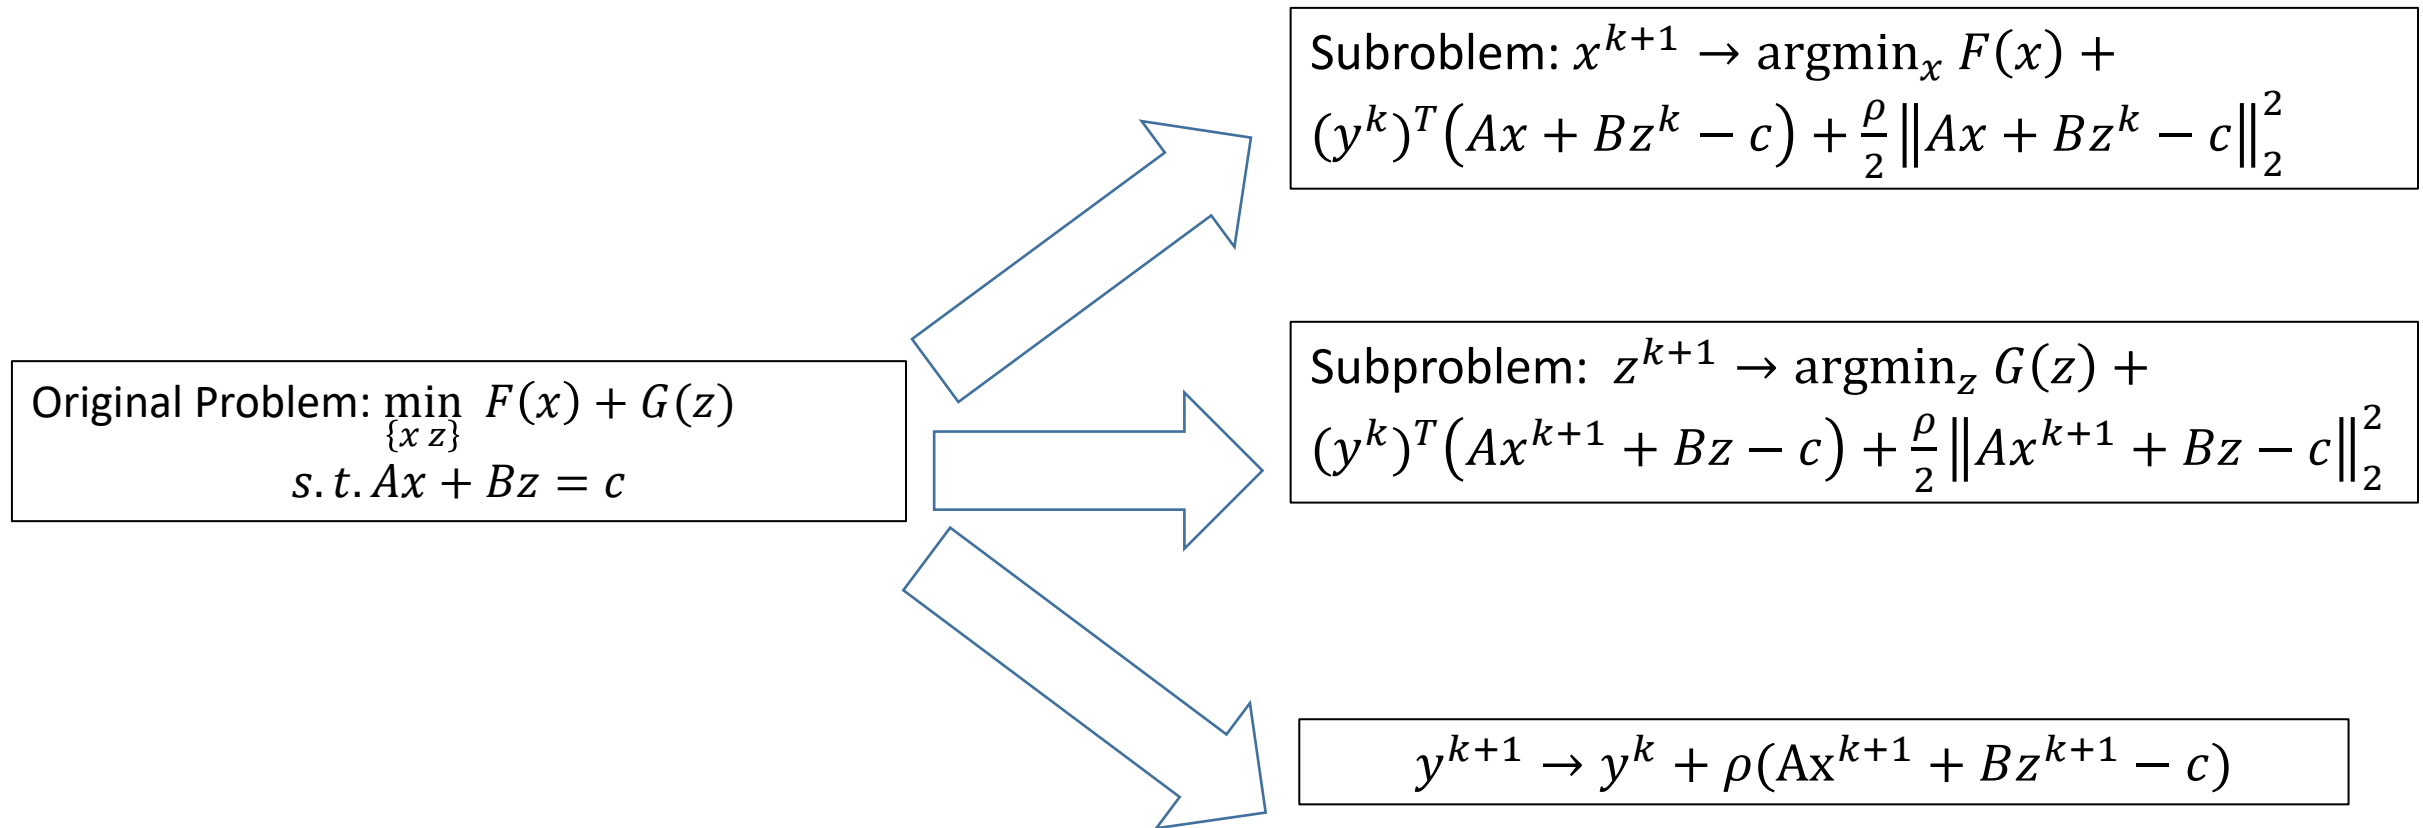 Subroblem: x^{k+1} → argmin_x F(x) +
(y^k)^T(Ax + Bz^k − c) + ρ/2 ‖Ax + Bz^k − c‖_2^2
Original Problem: min_{x z} F(x) + G(z)
s.t. Ax + Bz = c
Subproblem: z^{k+1} → argmin_z G(z) +
(y^k)^T(Ax^{k+1} + Bz − c) + ρ/2 ‖Ax^{k+1} + Bz − c‖_2^2
y^{k+1} → y^k + ρ(Ax^{k+1} + Bz^{k+1} − c)